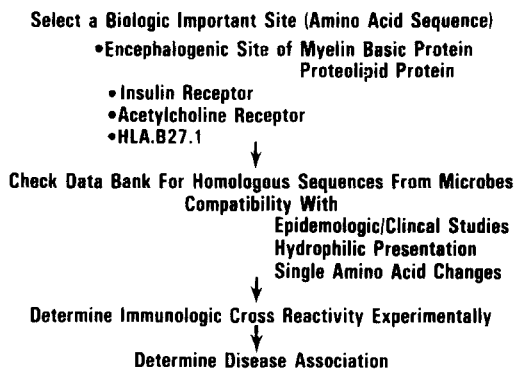 Select a Biologic Important Site (Amino Acid Sequence)
•Encephalogenic Site of Myelin Basic Protein
Proteolipid Protein
•Insulin Receptor
•Acetylcholine Receptor
•HLA.B27.1
Check Data Bank For Homologous Sequences From Microbes
Compatibility With
Epidemologic/Clincal Studies
Hydrophilic Presentation
Single Amino Acid Changes
Determine Immunologic Cross Reactivity Experimentally
Determine Disease Association